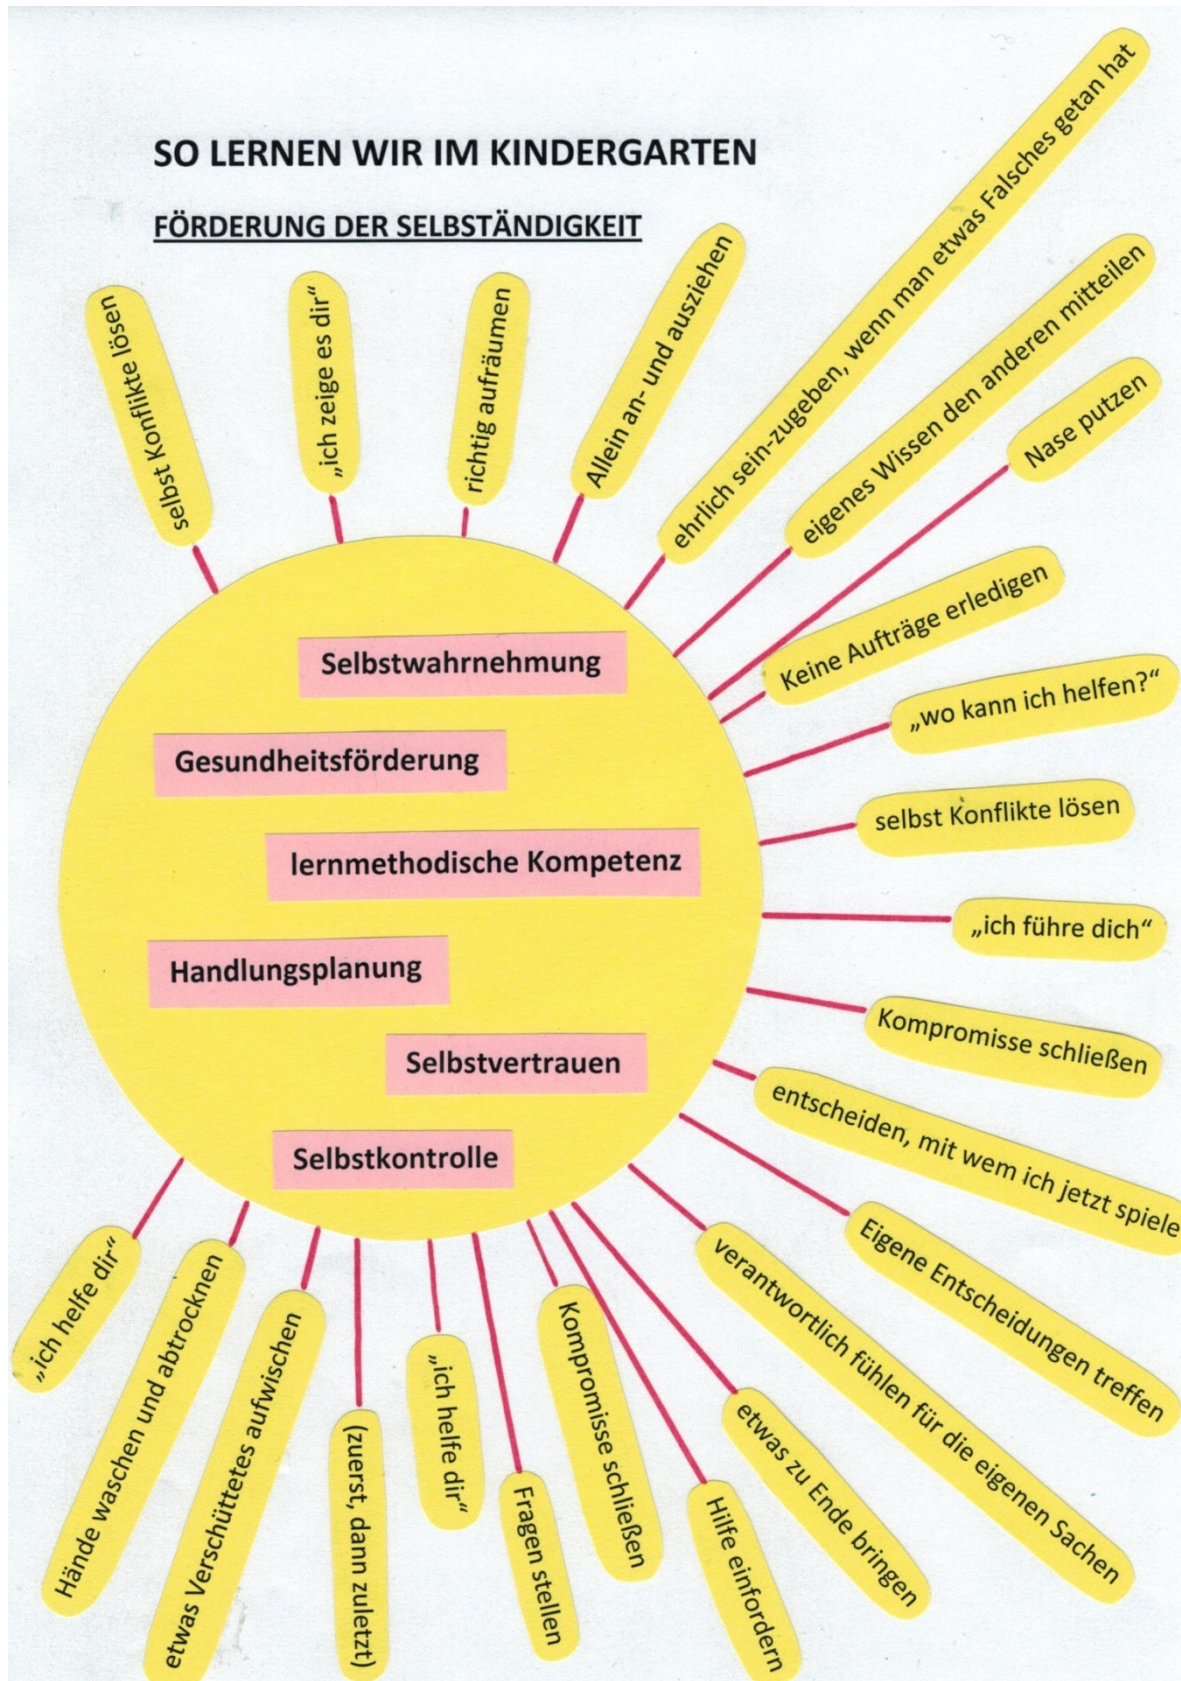 SO LERNEN WIR IM KINDERGARTEN
FÖRDERUNG DER SELBSTÄNDIGKEIT
selbst Konflikte lösen
„ich zeige es dir“
richtig aufräumen
Allein an- und ausziehen
ehrlich sein-zugeben, wenn man etwas Falsches getan hat
eigenes Wissen den anderen mitteilen
Nase putzen
Keine Aufträge erledigen
„wo kann ich helfen?“
selbst Konflikte lösen
„ich führe dich“
Kompromisse schließen
entscheiden, mit wem ich jetzt spiele
Eigene Entscheidungen treffen
verantwortlich fühlen für die eigenen Sachen
etwas zu Ende bringen
Hilfe einfordern
Kompromisse schließen
Fragen stellen
„ich helfe dir“
(zuerst, dann zuletzt)
etwas Verschüttetes aufwischen
Hände waschen und abtrocknen
„ich helfe dir“
Selbstwahrnehmung
Gesundheitsförderung
lernmethodische Kompetenz
Handlungsplanung
Selbstvertrauen
Selbstkontrolle